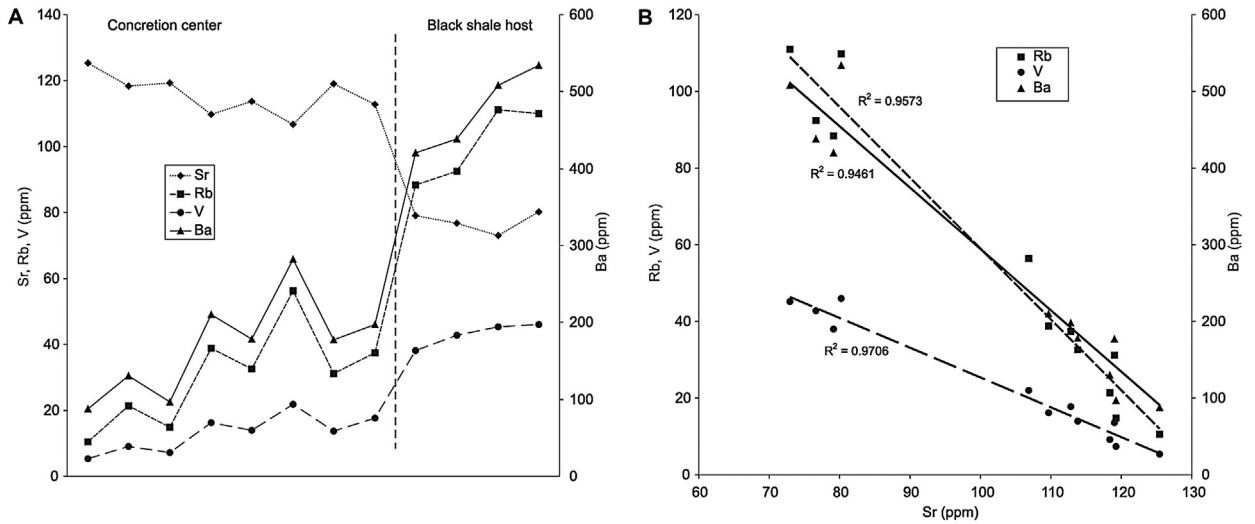 A
Concretion center
Black shale host
140
120
100
80
60
40
20
0
Sr, Rb, V (ppm)
600
500
400
300
200
100
0
Ba (ppm)
Sr
Rb
V
Ba
B
120
100
80
60
40
20
0
Rb, V (ppm)
600
500
400
300
200
100
0
Ba (ppm)
Rb
V
Ba
R² = 0.9573
R² = 0.9461
R² = 0.9706
60
70
80
90
100
110
120
130
Sr (ppm)